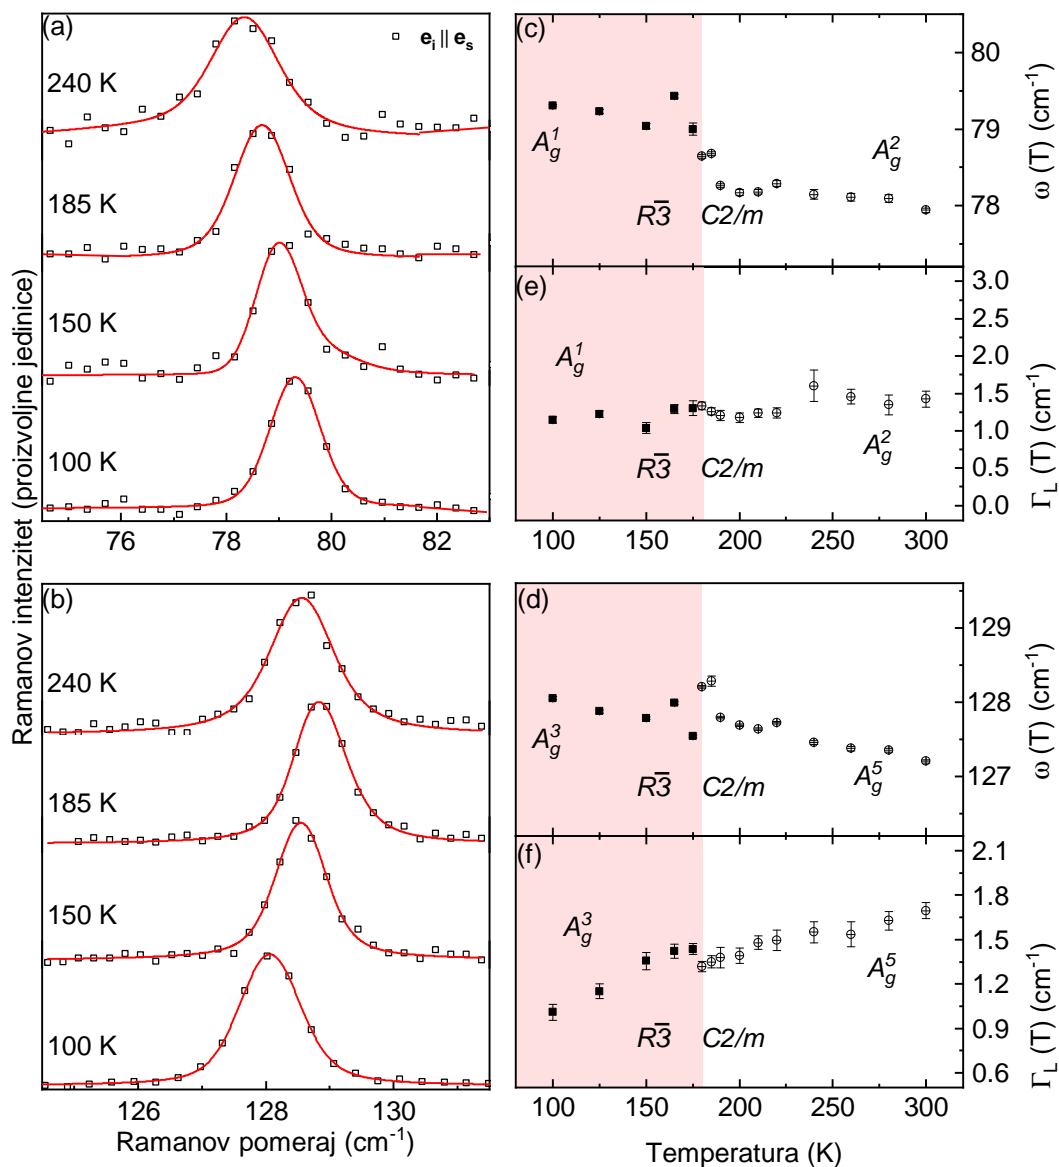 Ramanov intenzitet (proizvoljne jedinice)
(a)
e_i || e_s
240 K
185 K
150 K
100 K
76 78 80 82
(b)
240 K
185 K
150 K
100 K
126 128 130
Ramanov pomeraj (cm⁻¹)
(c)
80
79
78
ω (T) (cm⁻¹)
A_g^1
A_g^2
R3̅ C2/m
(e)
3.0
2.5
2.0
1.5
1.0
0.5
0.0
Γ_L (T) (cm⁻¹)
A_g^1
A_g^2
R3̅ C2/m
100 150 200 250 300
(d)
129
128
127
ω (T) (cm⁻¹)
A_g^3
A_g^5
R3̅ C2/m
(f)
2.1
1.8
1.5
1.2
0.9
0.6
Γ_L (T) (cm⁻¹)
A_g^3
A_g^5
R3̅ C2/m
100 150 200 250 300
Temperatura (K)